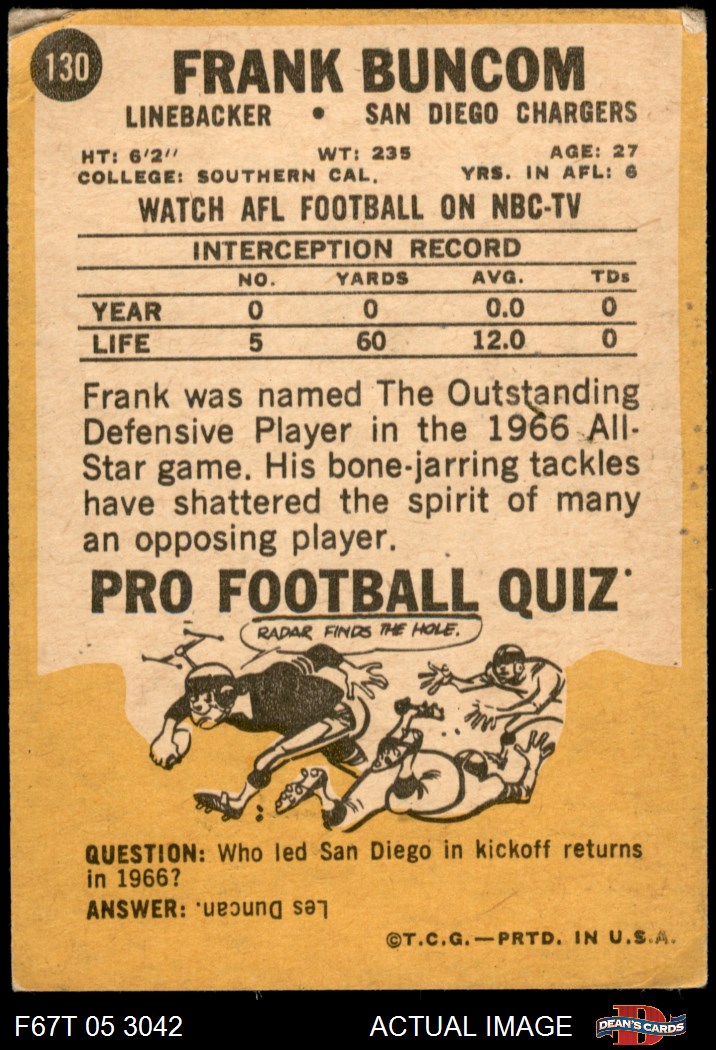 130
FRANK BUNCOM
LINEBACKER • SAN DIEGO CHARGERS
HT: 6'2'' WT: 235 AGE: 27
COLLEGE: SOUTHERN CAL. YRS. IN AFL: 6
WATCH AFL FOOTBALL ON NBC-TV
INTERCEPTION RECORD
NO. YARDS AVG. TDs
YEAR 0 0 0.0 0
LIFE 5 60 12.0 0
Frank was named The Outstanding
Defensive Player in the 1966 All-
Star game. His bone-jarring tackles
have shattered the spirit of many
an opposing player.
PRO FOOTBALL QUIZ
RADAR FINDS THE HOLE.
QUESTION: Who led San Diego in kickoff returns
in 1966?
ANSWER: Les Duncan.
©T.C.G.—PRTD. IN U.S.A.
F67T 05 3042 ACTUAL IMAGE
D
DEAN'S CARDS